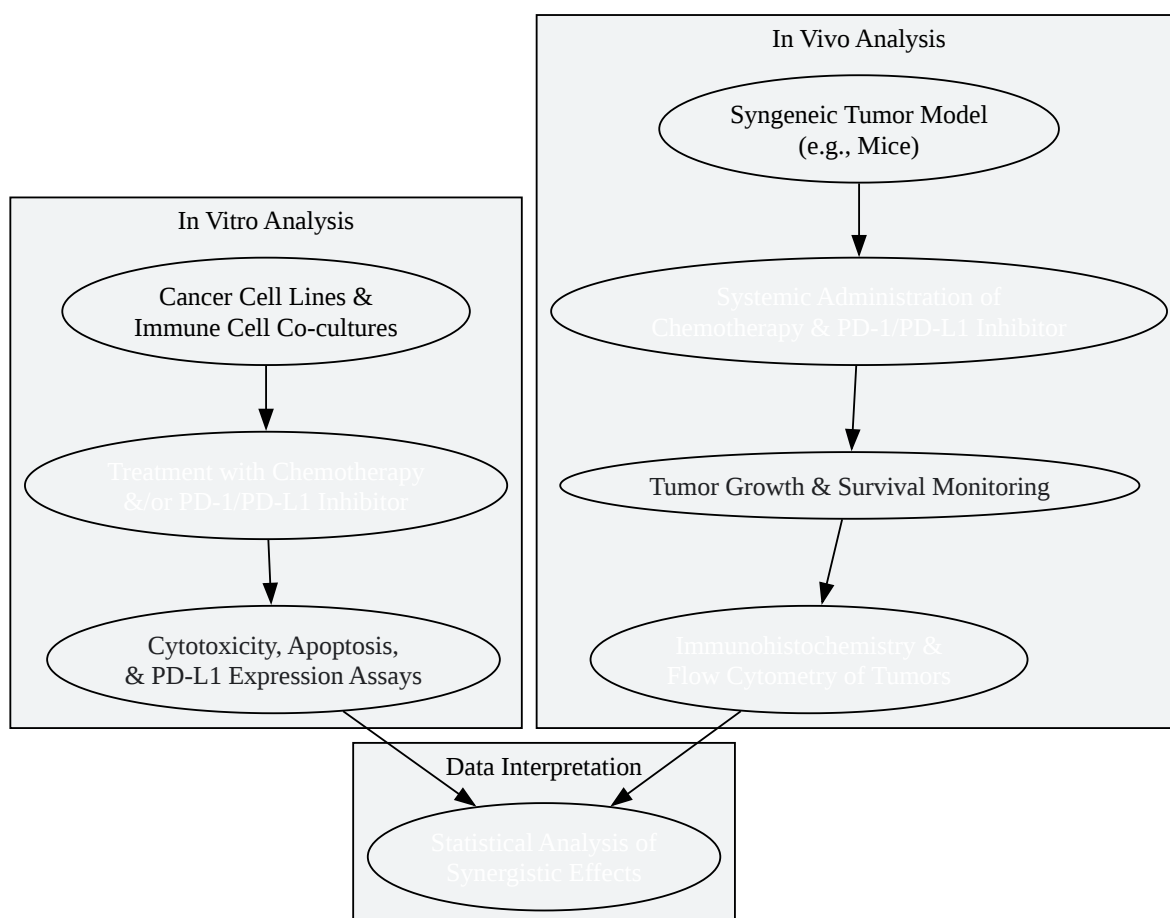 In Vitro Analysis
Cancer Cell Lines &
Immune Cell Co-cultures
Treatment with Chemotherapy
&/or PD-1/PD-L1 Inhibitor
Cytotoxicity, Apoptosis,
& PD-L1 Expression Assays
In Vivo Analysis
Syngeneic Tumor Model
(e.g., Mice)
Systemic Administration of
Chemotherapy & PD-1/PD-L1 Inhibitor
Tumor Growth & Survival Monitoring
Immunohistochemistry &
Flow Cytometry of Tumors
Data Interpretation
Statistical Analysis of
Synergistic Effects